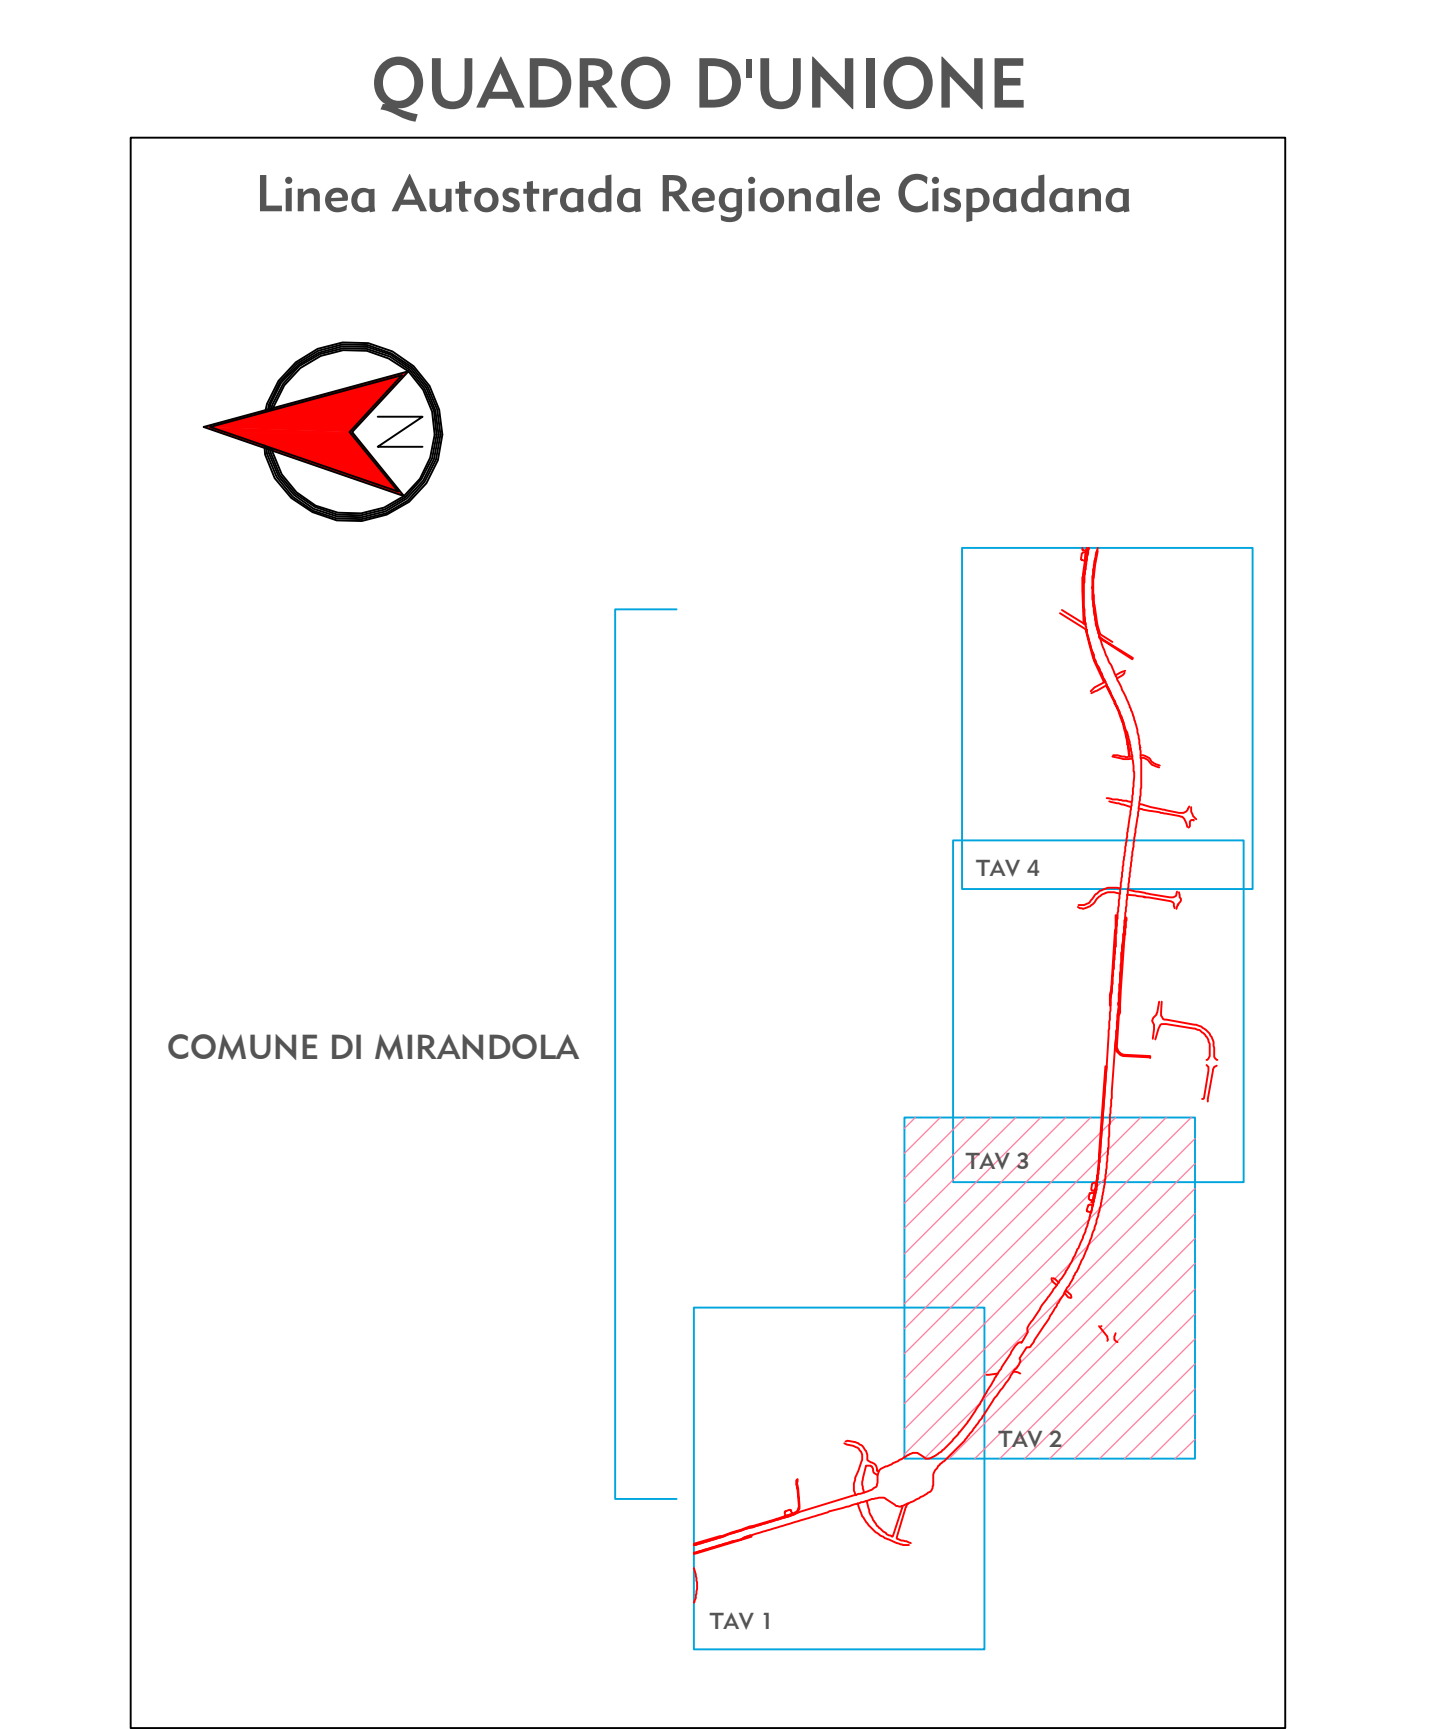 QUADRO D'UNIONE
Linea Autostrada Regionale Cispadana
N
TAV 4
COMUNE DI MIRANDOLA
TAV 3
TAV 2
TAV 1